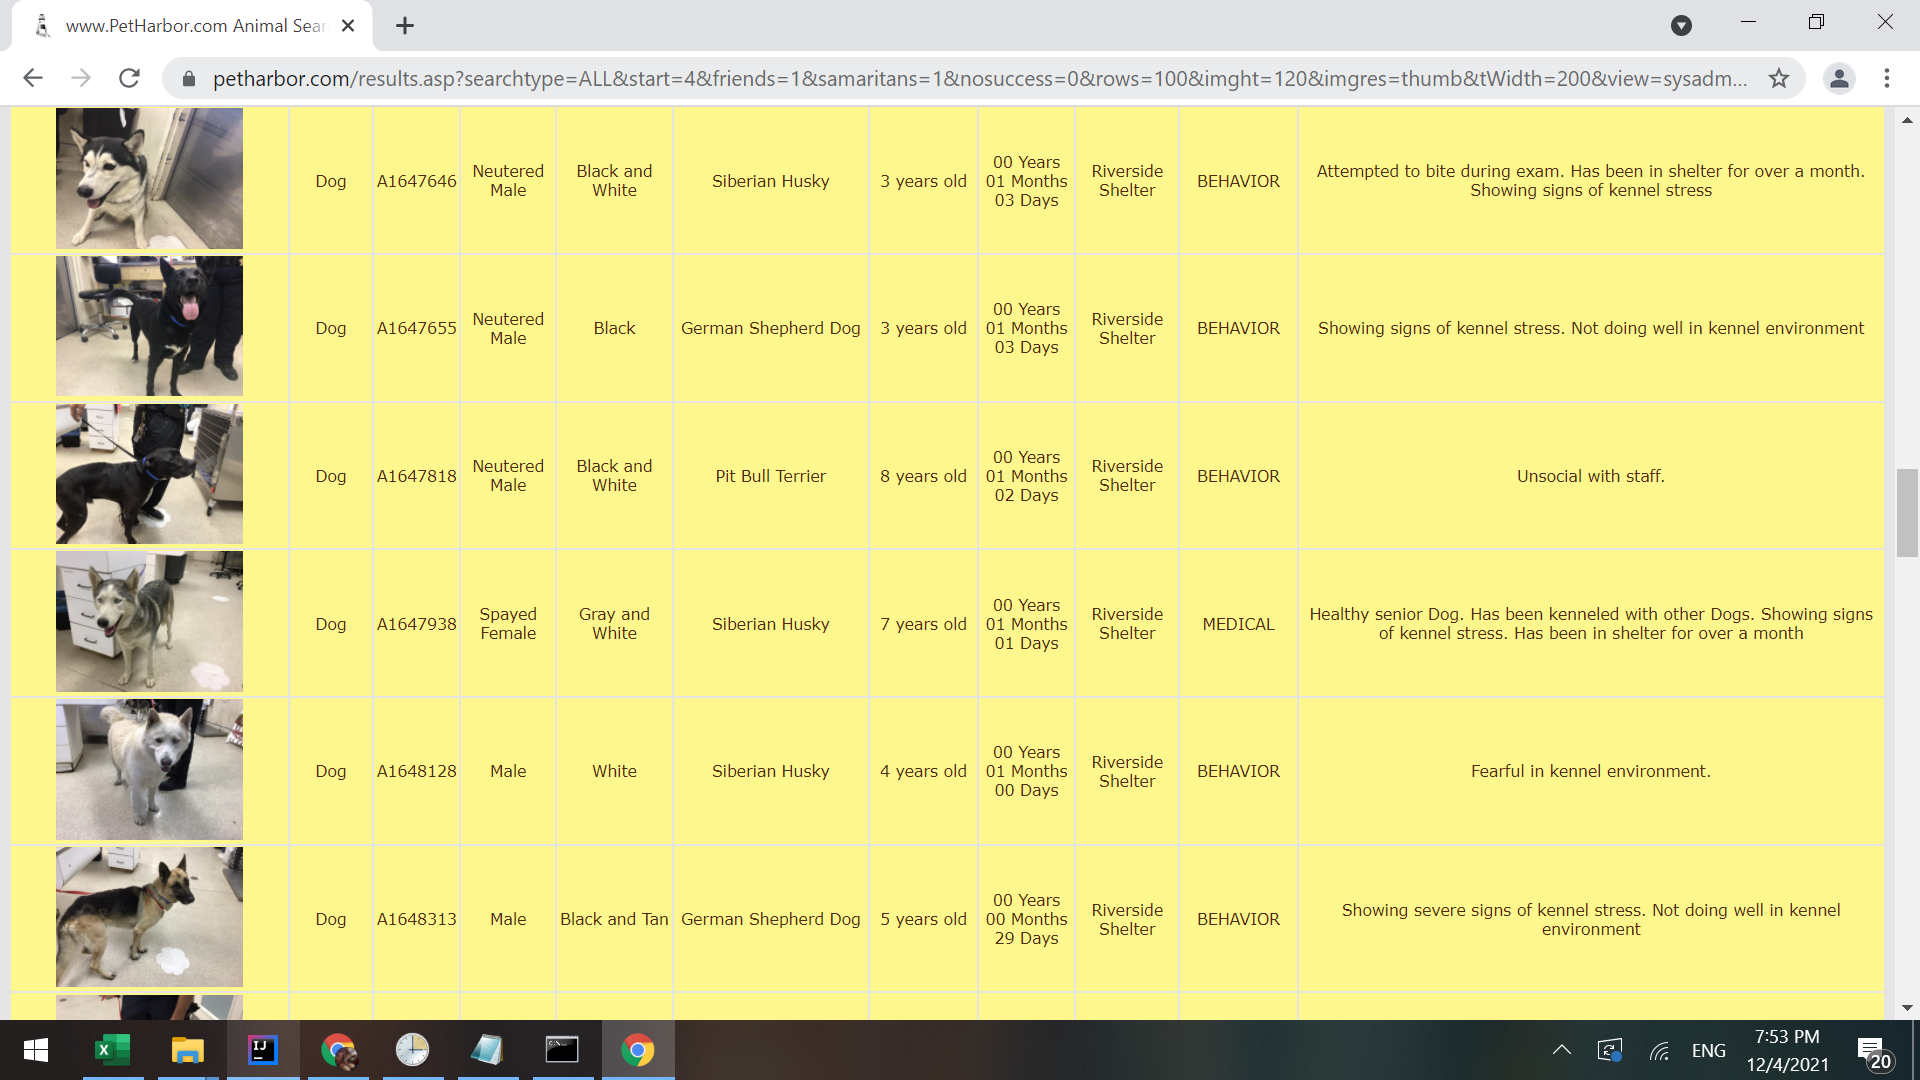 www.PetHarbor.com Animal Sear
petharbor.com/results.asp?searchtype=ALL&start=4&friends=1&samaritans=1&nosuccess=0&rows=100&imght=120&imgres=thumb&tWidth=200&view=sysadm...
Dog
A1647646
Neutered
Male
Black and
White
Siberian Husky
3 years old
00 Years
01 Months
03 Days
Riverside
Shelter
BEHAVIOR
Attempted to bite during exam. Has been in shelter for over a month.
Showing signs of kennel stress
Dog
A1647655
Neutered
Male
Black
German Shepherd Dog
3 years old
00 Years
01 Months
03 Days
Riverside
Shelter
BEHAVIOR
Showing signs of kennel stress. Not doing well in kennel environment
Dog
A1647818
Neutered
Male
Black and
White
Pit Bull Terrier
8 years old
00 Years
01 Months
02 Days
Riverside
Shelter
BEHAVIOR
Unsocial with staff.
Dog
A1647938
Spayed
Female
Gray and
White
Siberian Husky
7 years old
00 Years
01 Months
01 Days
Riverside
Shelter
MEDICAL
Healthy senior Dog. Has been kenneled with other Dogs. Showing signs
of kennel stress. Has been in shelter for over a month
Dog
A1648128
Male
White
Siberian Husky
4 years old
00 Years
01 Months
00 Days
Riverside
Shelter
BEHAVIOR
Fearful in kennel environment.
Dog
A1648313
Male
Black and Tan
German Shepherd Dog
5 years old
00 Years
00 Months
29 Days
Riverside
Shelter
BEHAVIOR
Showing severe signs of kennel stress. Not doing well in kennel
environment
ENG
7:53 PM
12/4/2021
20